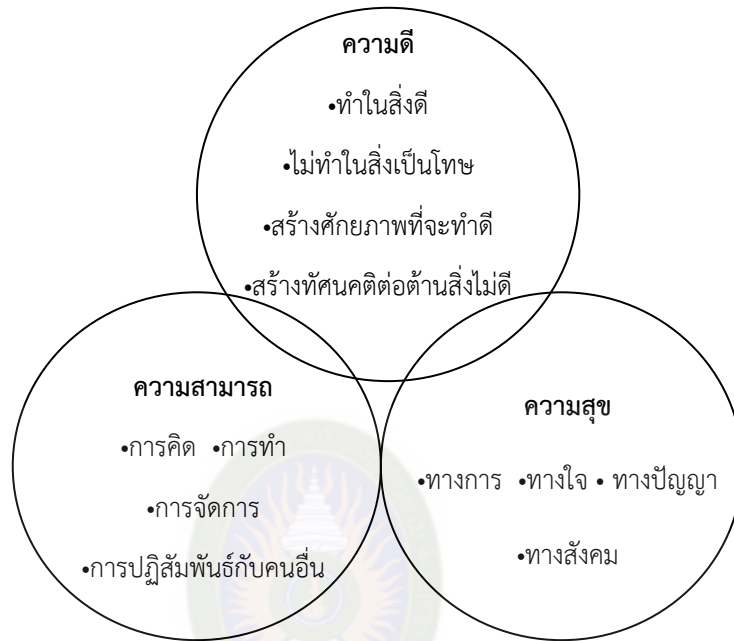 ความดี
•ทำในสิ่งดี
•ไม่ทำในสิ่งเป็นโทษ
•สร้างศักยภาพที่จะทำดี
•สร้างทัศนคติต่อต้านสิ่งไม่ดี
ความสามารถ
•การคิด •การทำ
•การจัดการ
•การปฏิสัมพันธ์กับคนอื่น
ความสุข
•ทางการ •ทางใจ • ทางปัญญา
•ทางสังคม